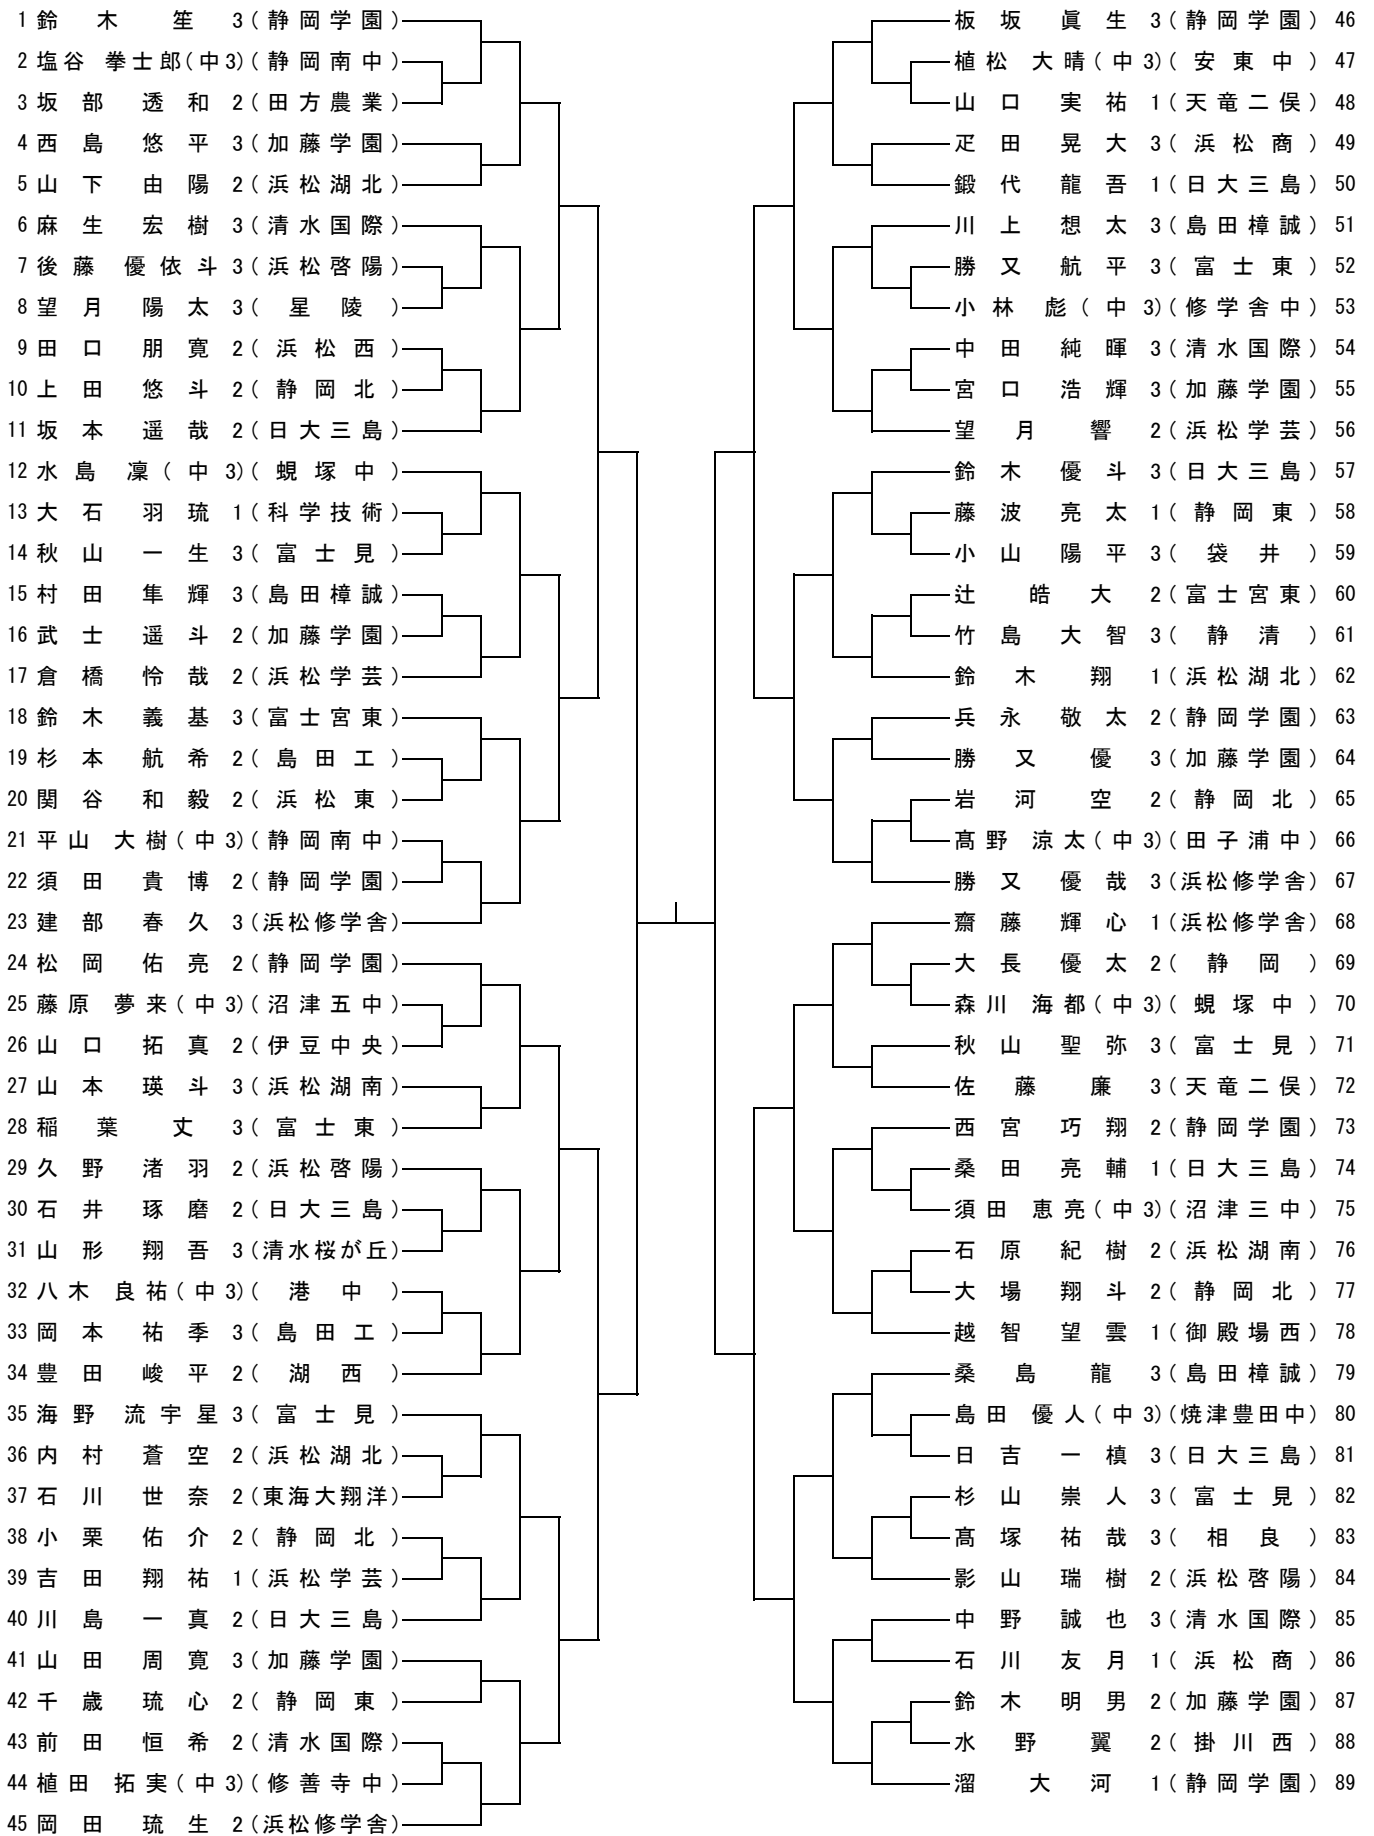 1 鈴木 笙 3(静岡学園)
2 塩谷 拳士郎(中3)(静岡南中)
3 坂部 透和 2(田方農業)
4 西島 悠平 3(加藤学園)
5 山下 由陽 2(浜松湖北)
6 麻生 宏樹 3(清水国際)
7 後藤 優依斗 3(浜松啓陽)
8 望月 陽太 3(星陵)
9 田口 朋寛 2(浜松西)
10 上田 悠斗 2(静岡北)
11 坂本 遥哉 2(日大三島)
12 水島 凜(中3)(蜆塚中)
13 大石 羽琉 1(科学技術)
14 秋山 一生 3(富士見)
15 村田 隼輝 3(島田樟誠)
16 武士 遥斗 2(加藤学園)
17 倉橋 怜哉 2(浜松学芸)
18 鈴木 義基 3(富士宮東)
19 杉本 航希 2(島田工)
20 関谷 和毅 2(浜松東)
21 平山 大樹(中3)(静岡南中)
22 須田 貴博 2(静岡学園)
23 建部 春久 3(浜松修学舎)
24 松岡 佑亮 2(静岡学園)
25 藤原 夢来(中3)(沼津五中)
26 山口 拓真 2(伊豆中央)
27 山本 瑛斗 3(浜松湖南)
28 稲葉 丈 3(富士東)
29 久野 渚羽 2(浜松啓陽)
30 石井 琢磨 2(日大三島)
31 山形 翔吾 3(清水桜が丘)
32 八木 良祐(中3)(港中)
33 岡本 祐季 3(島田工)
34 豊田 峻平 2(湖西)
35 海野 流宇星 3(富士見)
36 内村 蒼空 2(浜松湖北)
37 石川 世奈 2(東海大翔洋)
38 小栗 佑介 2(静岡北)
39 吉田 翔祐 1(浜松学芸)
40 川島 一真 2(日大三島)
41 山田 周寛 3(加藤学園)
42 千歳 琉心 2(静岡東)
43 前田 恒希 2(清水国際)
44 植田 拓実(中3)(修善寺中)
45 岡田 琉生 2(浜松修学舎)
板坂 眞生 3(静岡学園) 46
植松 大晴(中3)(安東中) 47
山口 実祐 1(天竜二俣) 48
疋田 晃大 3(浜松商) 49
鍛代 龍吾 1(日大三島) 50
川上 想太 3(島田樟誠) 51
勝又 航平 3(富士東) 52
小林 彪(中3)(修学舎中) 53
中田 純暉 3(清水国際) 54
宮口 浩輝 3(加藤学園) 55
望月 響 2(浜松学芸) 56
鈴木 優斗 3(日大三島) 57
藤波 亮太 1(静岡東) 58
小山 陽平 3(袋井) 59
辻 皓大 2(富士宮東) 60
竹島 大智 3(静清) 61
鈴木 翔 1(浜松湖北) 62
兵永 敬太 2(静岡学園) 63
勝又 優 3(加藤学園) 64
岩河 空 2(静岡北) 65
髙野 涼太(中3)(田子浦中) 66
勝又 優哉 3(浜松修学舎) 67
齋藤 輝心 1(浜松修学舎) 68
大長 優太 2(静岡) 69
森川 海都(中3)(蜆塚中) 70
秋山 聖弥 3(富士見) 71
佐藤 廉 3(天竜二俣) 72
西宮 巧翔 2(静岡学園) 73
桑田 亮輔 1(日大三島) 74
須田 恵亮(中3)(沼津三中) 75
石原 紀樹 2(浜松湖南) 76
大場 翔斗 2(静岡北) 77
越智 望雲 1(御殿場西) 78
桑島 龍 3(島田樟誠) 79
島田 優人(中3)(焼津豊田中) 80
日吉 一槙 3(日大三島) 81
杉山 崇人 3(富士見) 82
髙塚 祐哉 3(相良) 83
影山 瑞樹 2(浜松啓陽) 84
中野 誠也 3(清水国際) 85
石川 友月 1(浜松商) 86
鈴木 明男 2(加藤学園) 87
水野 翼 2(掛川西) 88
溜 大河 1(静岡学園) 89